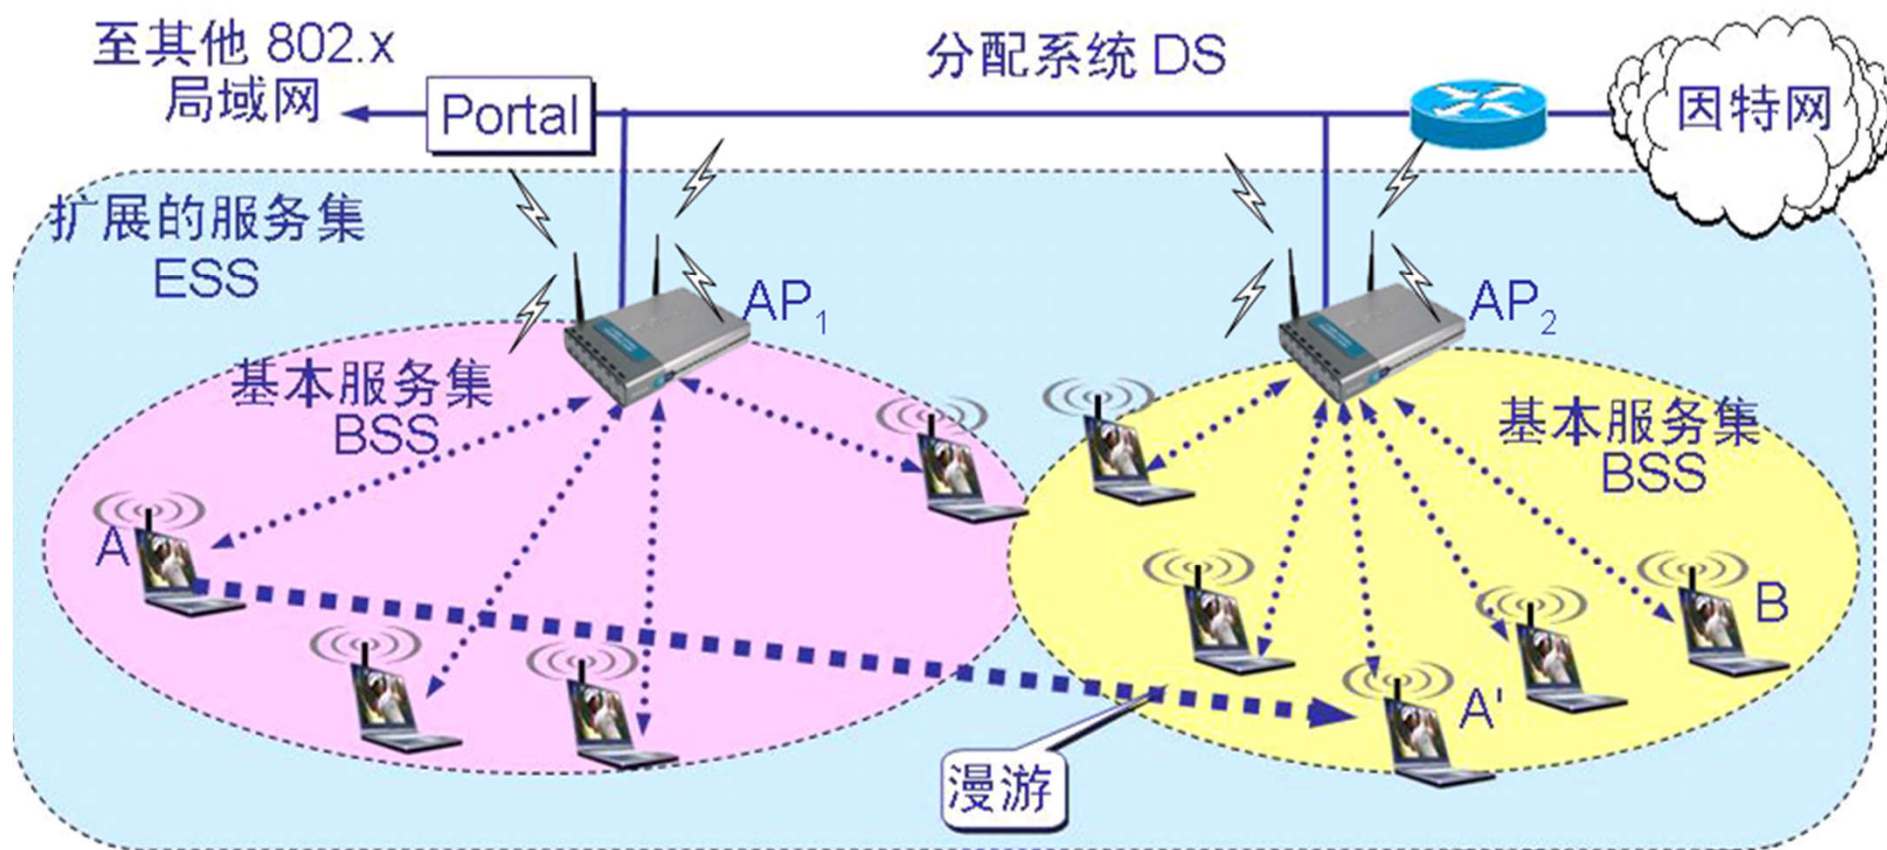 至其他 802.x
局域网
Portal
分配系统 DS
因特网
扩展的服务集
ESS
AP1
AP2
基本服务集
BSS
基本服务集
BSS
A
B
A'
漫游